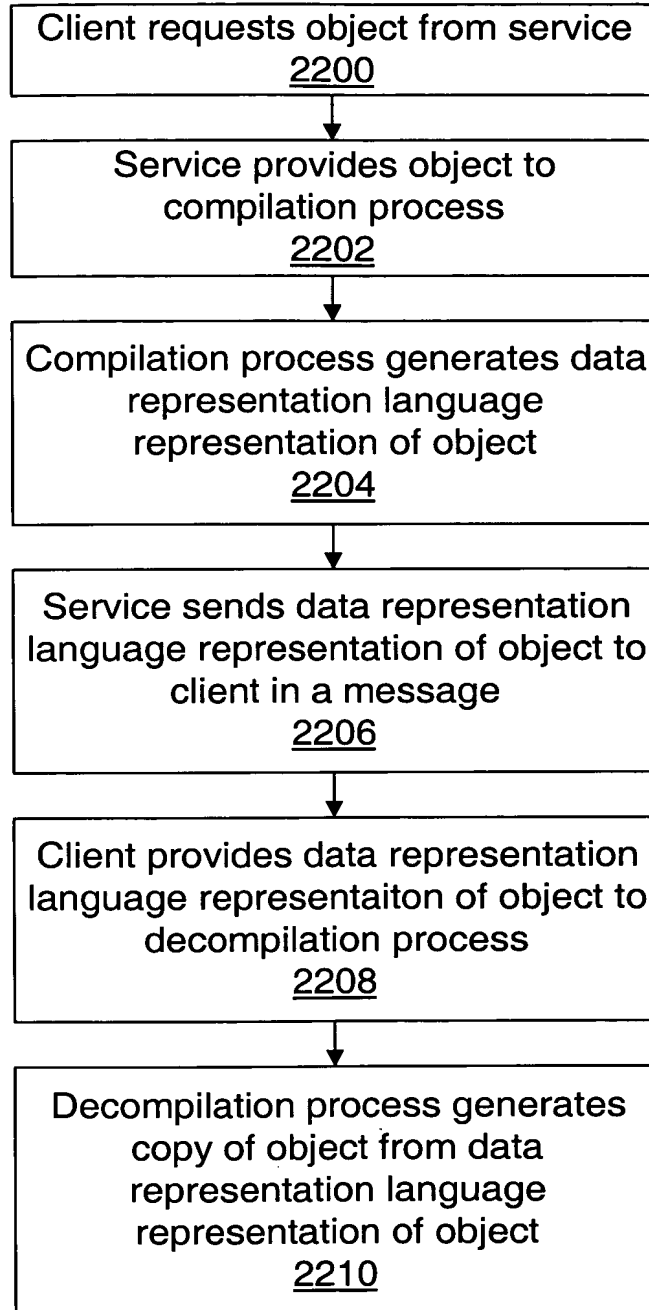 Client requests object from service
2200
Service provides object to
compilation process
2202
Compilation process generates data
representation language
representation of object
2204
Service sends data representation
language representation of object to
client in a message
2206
Client provides data representation
language representaiton of object to
decompilation process
2208
Decompilation process generates
copy of object from data
representation language
representation of object
2210